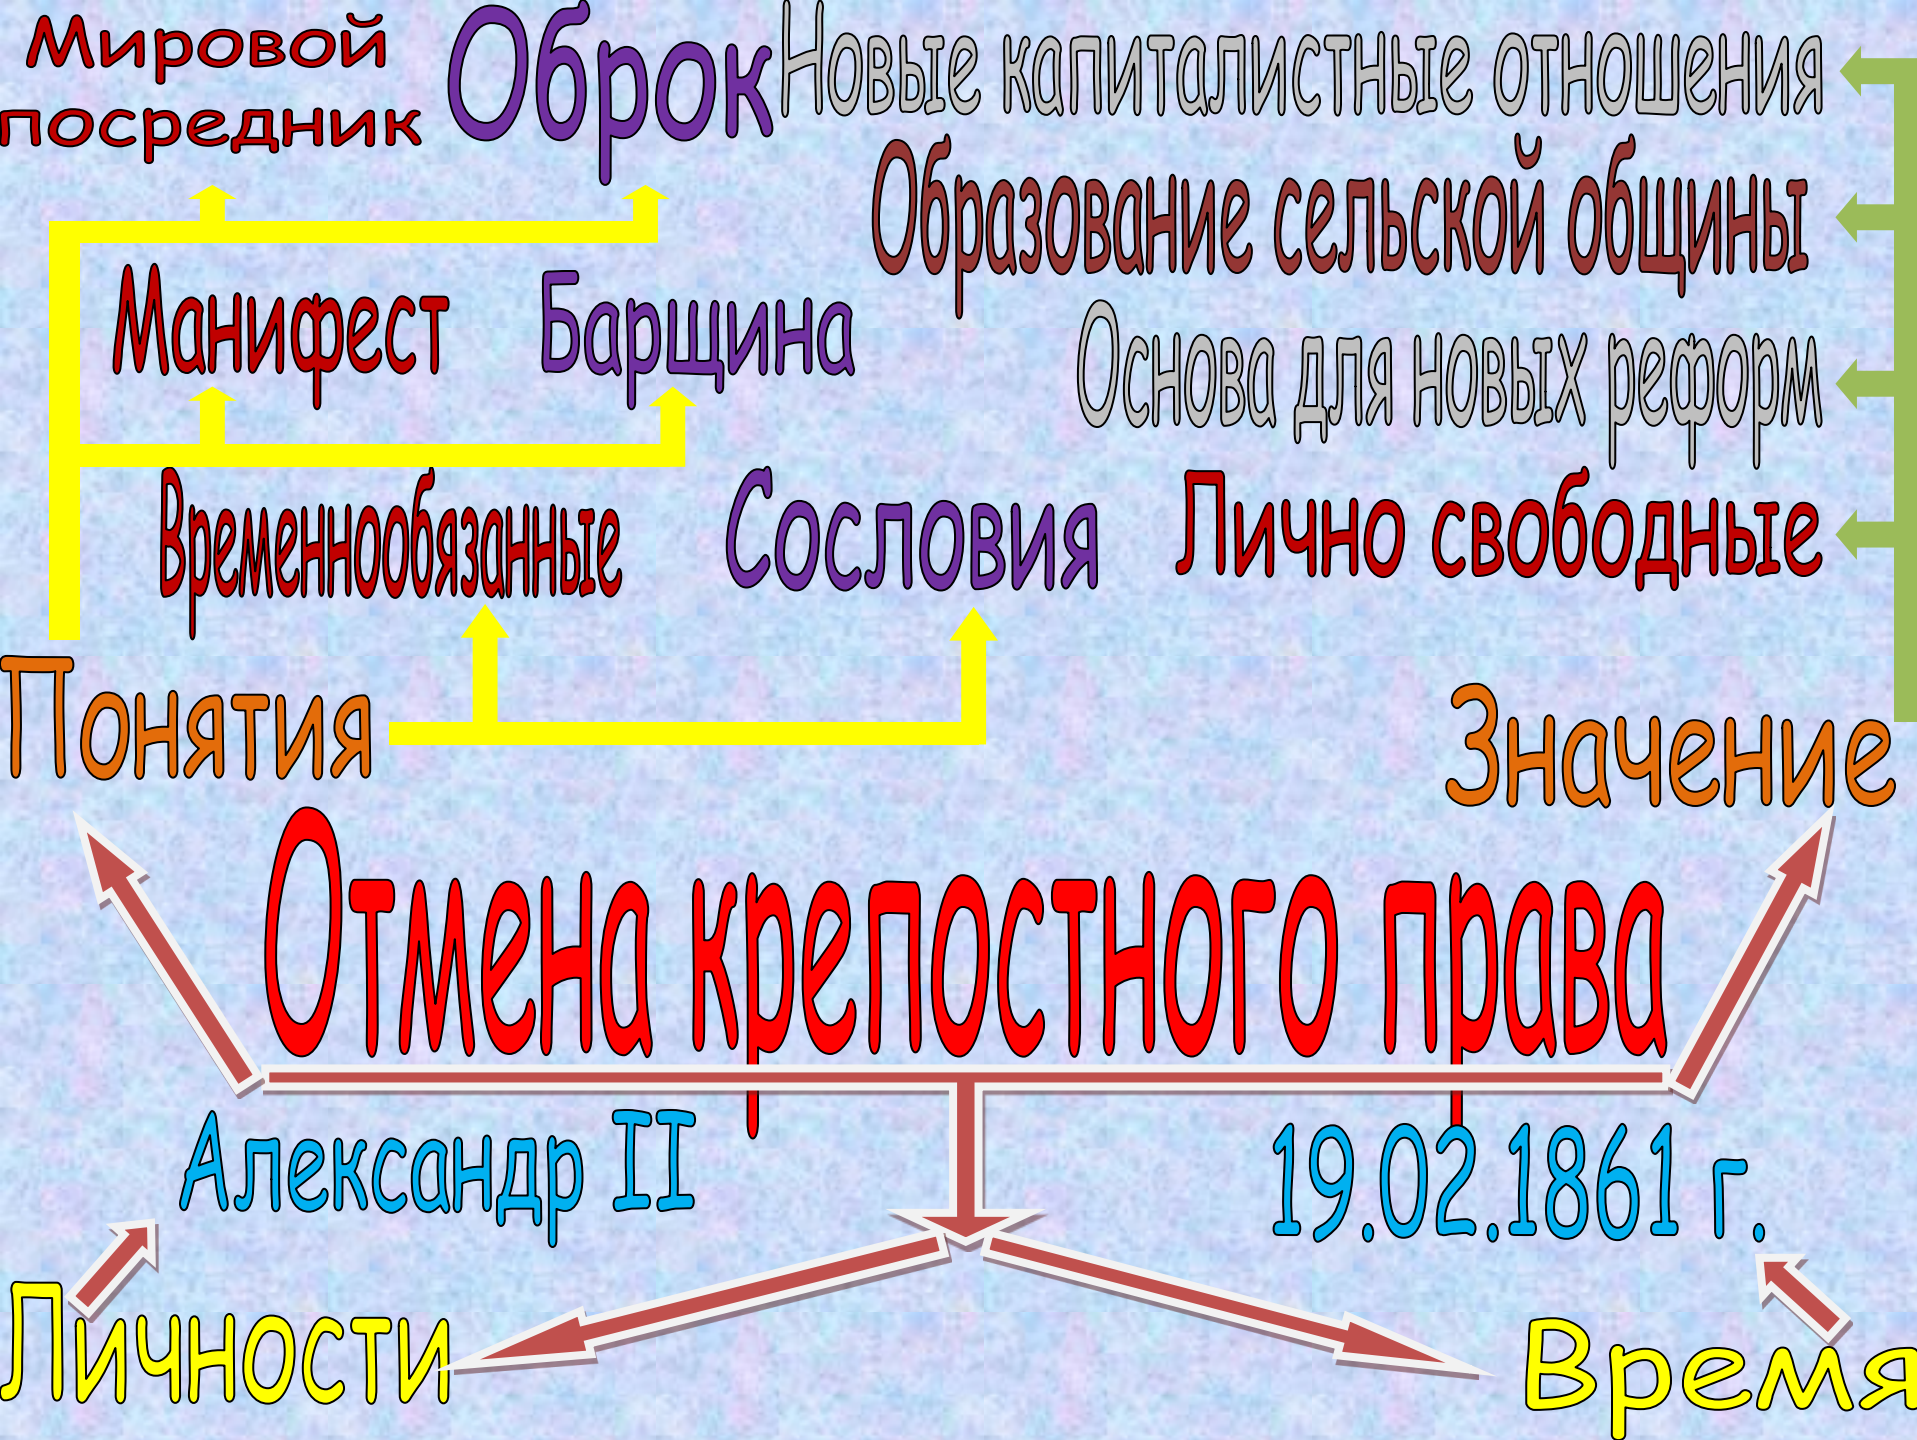 Мировой
посредник
Оброк
Новые капиталистные отношения
Образование сельской общины
Манифест
Барщина
Основа для новых реформ
Временнообязанные
Сословия
Лично свободные
Понятия
Значение
Отмена крепостного права
Александр II
19.02.1861 г.
Личности
Время